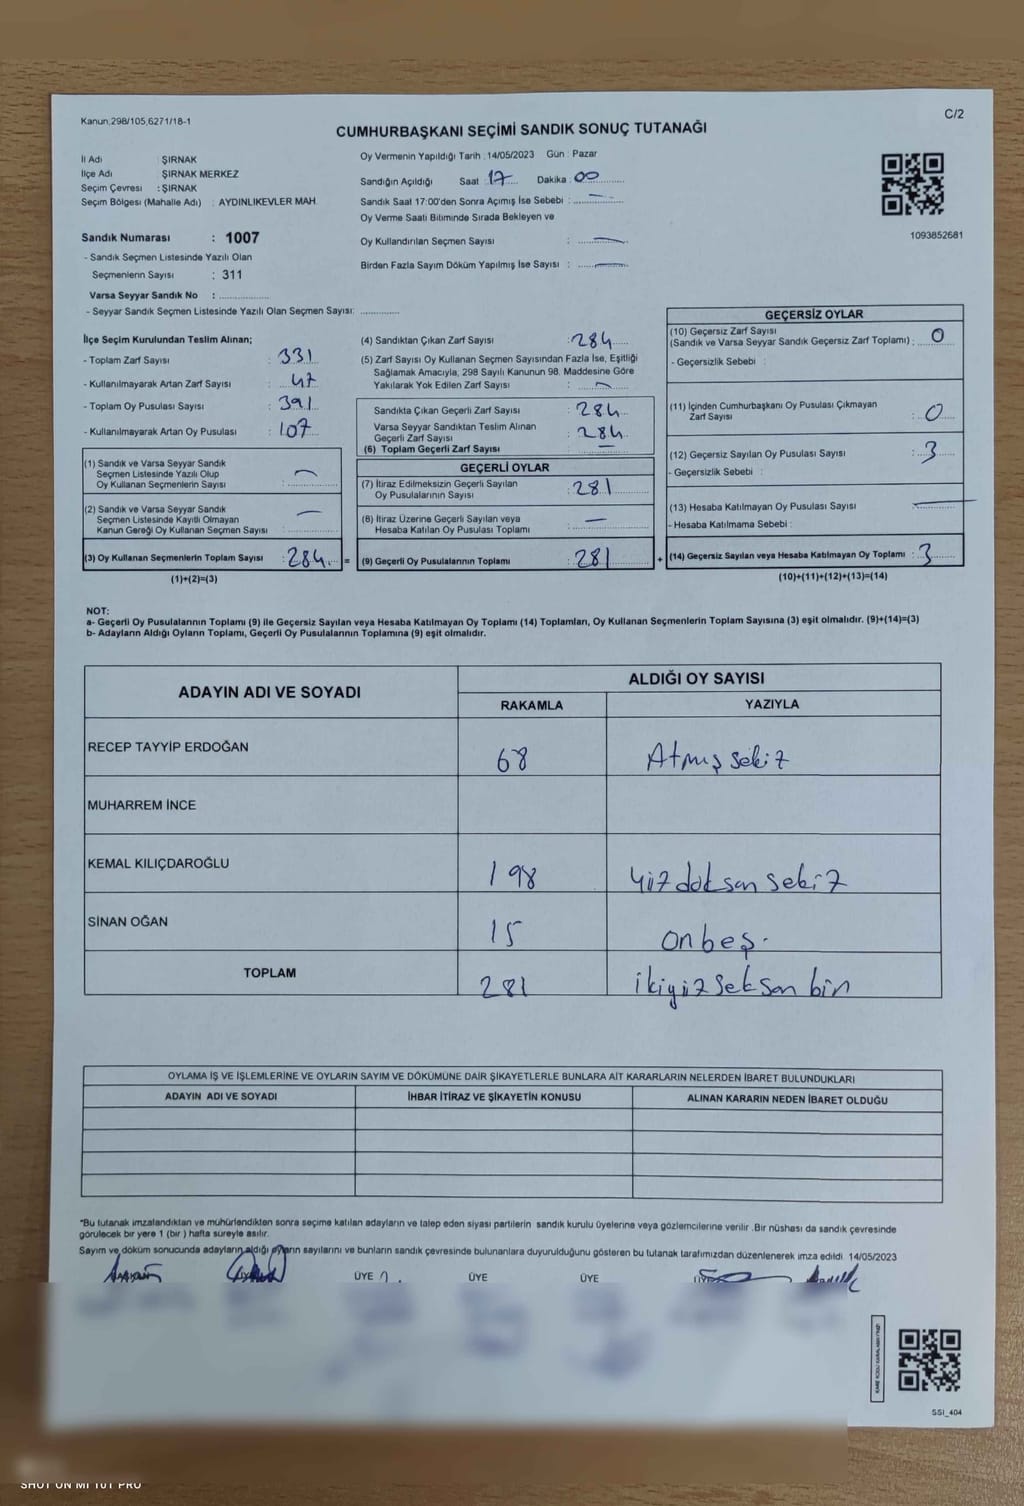 Kanun:298/105,6271/18-1
C/2
CUMHURBAŞKANI SEÇİMİ SANDIK SONUÇ TUTANAĞI
İl Adı : ŞIRNAK
İlçe Adı : ŞIRNAK MERKEZ
Seçim Çevresi : ŞIRNAK
Seçim Bölgesi (Mahalle Adı) : AYDINLIKEVLER MAH.
Sandık Numarası : 1007
- Sandık Seçmen Listesinde Yazılı Olan
Seçmenlerin Sayısı : 311
Varsa Seyyar Sandık No :
- Seyyar Sandık Seçmen Listesinde Yazılı Olan Seçmen Sayısı:
Oy Vermenin Yapıldığı Tarih : 14/05/2023 Gün : Pazar
Sandığın Açıldığı Saat : 17 Dakika : 00
Sandık Saat 17:00'den Sonra Açımış İse Sebebi : —
Oy Verme Saati Bitiminde Sırada Bekleyen ve
Oy Kullandırılan Seçmen Sayısı : —
Birden Fazla Sayım Döküm Yapılmış İse Sayısı : —
1093852681
İlçe Seçim Kurulundan Teslim Alınan;
- Toplam Zarf Sayısı : 331
- Kullanılmayarak Artan Zarf Sayısı : 47
- Toplam Oy Pusulası Sayısı : 391
- Kullanılmayarak Artan Oy Pusulası : 107
(1) Sandık ve Varsa Seyyar Sandık
Seçmen Listesinde Yazılı Olup
Oy Kullanan Seçmenlerin Sayısı : —
(2) Sandık ve Varsa Seyyar Sandık
Seçmen Listesinde Kayıtlı Olmayan
Kanun Gereği Oy Kullanan Seçmen Sayısı : —
(3) Oy Kullanan Seçmenlerin Toplam Sayısı : 284 =
(1)+(2)=(3)
(4) Sandıktan Çıkan Zarf Sayısı : 284
(5) Zarf Sayısı Oy Kullanan Seçmen Sayısından Fazla İse, Eşitliği
Sağlamak Amacıyla, 298 Sayılı Kanunun 98. Maddesine Göre
Yakılarak Yok Edilen Zarf Sayısı : —
Sandıkta Çıkan Geçerli Zarf Sayısı : 284
Varsa Seyyar Sandıktan Teslim Alınan
Geçerli Zarf Sayısı : 284
(6) Toplam Geçerli Zarf Sayısı : —
GEÇERLİ OYLAR
(7) İtiraz Edilmeksizin Geçerli Sayılan
Oy Pusulalarının Sayısı : 281
(8) İtiraz Üzerine Geçerli Sayılan veya
Hesaba Katılan Oy Pusulası Toplamı : —
(9) Geçerli Oy Pusulalarının Toplamı : 281 +
GEÇERSİZ OYLAR
(10) Geçersiz Zarf Sayısı
(Sandık ve Varsa Seyyar Sandık Geçersiz Zarf Toplamı) : 0
- Geçersizlik Sebebi :
(11) İçinden Cumhurbaşkanı Oy Pusulası Çıkmayan
Zarf Sayısı : 0
(12) Geçersiz Sayılan Oy Pusulası Sayısı : 3
- Geçersizlik Sebebi :
(13) Hesaba Katılmayan Oy Pusulası Sayısı : —
- Hesaba Katılmama Sebebi :
(14) Geçersiz Sayılan veya Hesaba Katılmayan Oy Toplamı : 3
(10)+(11)+(12)+(13)=(14)
NOT:
a- Geçerli Oy Pusulalarının Toplamı (9) ile Geçersiz Sayılan veya Hesaba Katılmayan Oy Toplamı (14) Toplamları, Oy Kullanan Seçmenlerin Toplam Sayısına (3) eşit olmalıdır. (9)+(14)=(3)
b- Adayların Aldığı Oyların Toplamı, Geçerli Oy Pusulalarının Toplamına (9) eşit olmalıdır.
ADAYIN ADI VE SOYADI
ALDIĞI OY SAYISI
RAKAMLA YAZIYLA
RECEP TAYYİP ERDOĞAN 68 Atmış sekiz
MUHARREM İNCE
KEMAL KILIÇDAROĞLU 198 Yüz doksan sekiz
SİNAN OĞAN 15 on beş.
TOPLAM 281 ikiyüz seksan bin
OYLAMA İŞ VE İŞLEMLERİNE VE OYLARIN SAYIM VE DÖKÜMÜNE DAİR ŞİKAYETLERLE BUNLARA AİT KARARLARIN NELERDEN İBARET BULUNDUKLARI
ADAYIN ADI VE SOYADI İHBAR İTİRAZ VE ŞİKAYETİN KONUSU ALINAN KARARIN NEDEN İBARET OLDUĞU
*Bu tutanak imzalandıktan ve mühürlendikten sonra seçime katılan adayların ve talep eden siyasi partilerin sandık kurulu üyelerine veya gözlemcilerine verilir .Bir nüshası da sandık çevresinde
görülecek bir yere 1 (bir ) hafta süreyle asılır.
Sayım ve döküm sonucunda adayların aldığı oyların sayılarını ve bunların sandık çevresinde bulunanlara duyurulduğunu gösteren bu tutanak tarafımızdan düzenlenerek imza edildi. 14/05/2023
ÜYE ÜYE ÜYE
SSI_404
SHOT ON MI 10T PRO